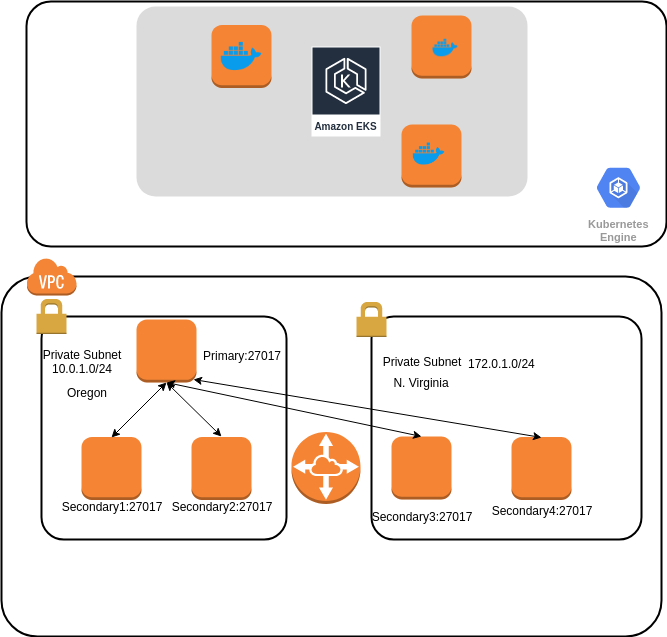 Amazon EKS
Kubernetes
Engine
VPC
Private Subnet
10.0.1.0/24
Oregon
Primary:27017
Private Subnet 172.0.1.0/24
N. Virginia
Secondary1:27017
Secondary2:27017
Secondary3:27017
Secondary4:27017